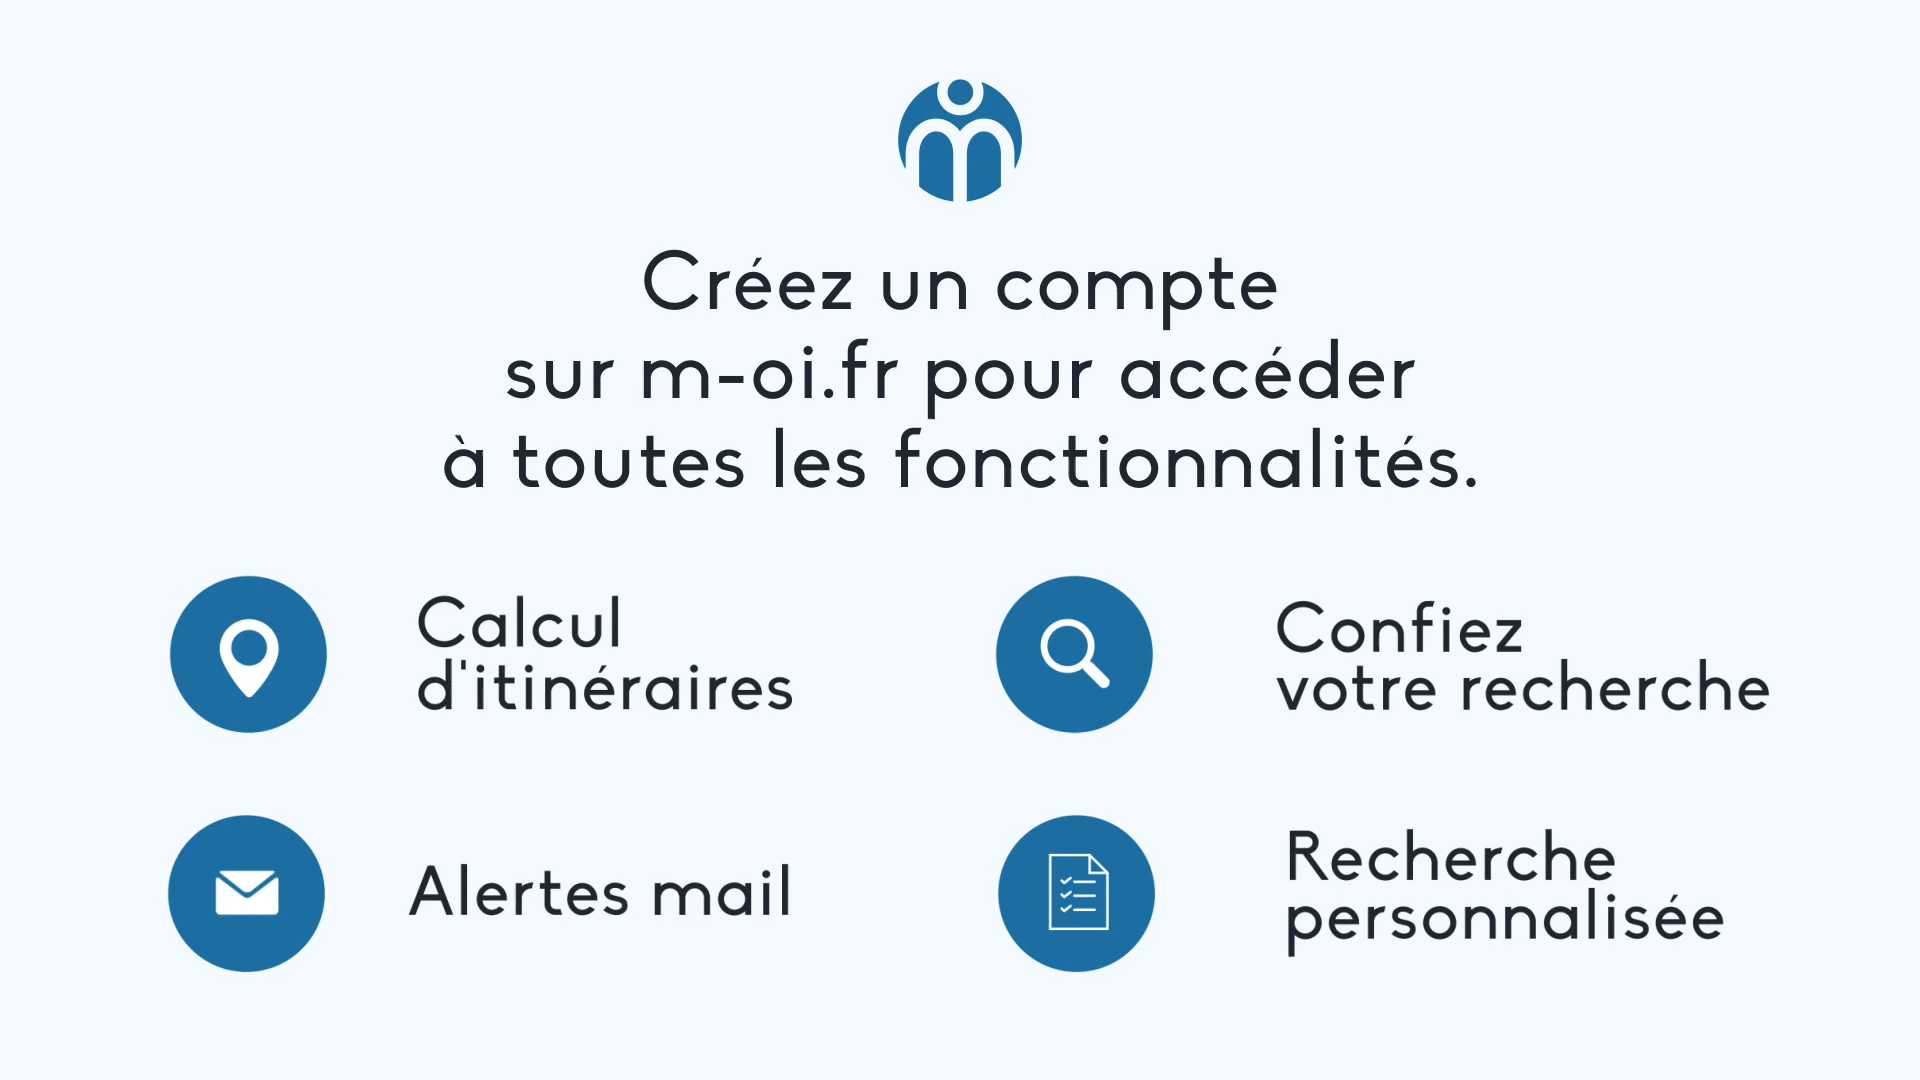 Créez un compte
sur m-oi.fr pour accéder
à toutes les fonctionnalités.
Calcul
d'itinéraires
Confiez
votre recherche
Alertes mail
Recherche
personnalisée